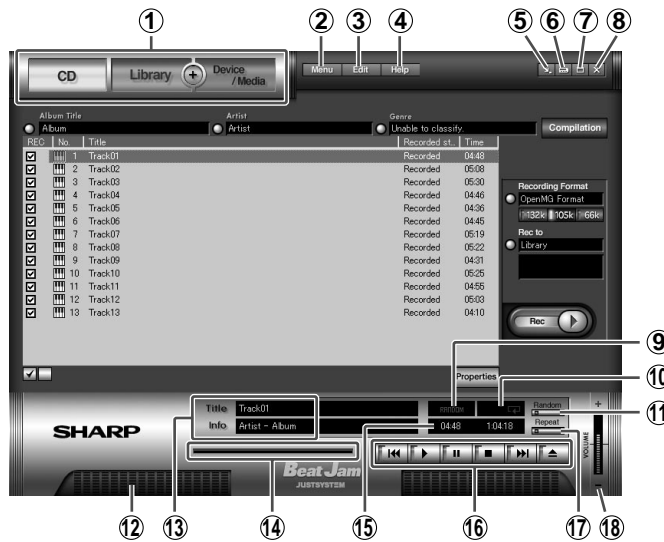 1 2 3 4 5 6 7 8
CD Library + Device /Media Menu Edit Help
Album Title Artist Genre
Album Artist Unable to classify. Compilation
REC No. Title Recorded st.. Time
1 Track01 Recorded 04:48
2 Track02 Recorded 05:08
3 Track03 Recorded 05:30
4 Track04 Recorded 04:46
5 Track05 Recorded 04:36
6 Track06 Recorded 04:45
7 Track07 Recorded 05:19
8 Track08 Recorded 05:22
9 Track09 Recorded 04:31
10 Track10 Recorded 05:25
11 Track11 Recorded 04:55
12 Track12 Recorded 05:03
13 Track13 Recorded 04:10
Recording Format
OpenMG Format
132k 105k 66k
Rec to
Library
Rec
Properties
9
10
11
SHARP
Title Track01
Info Artist - Album
RANDOM
04:48 1:04:18
Random
Repeat
VOLUME
+
-
Beat Jam
JUSTSYSTEM
12 13 14 15 16 17 18